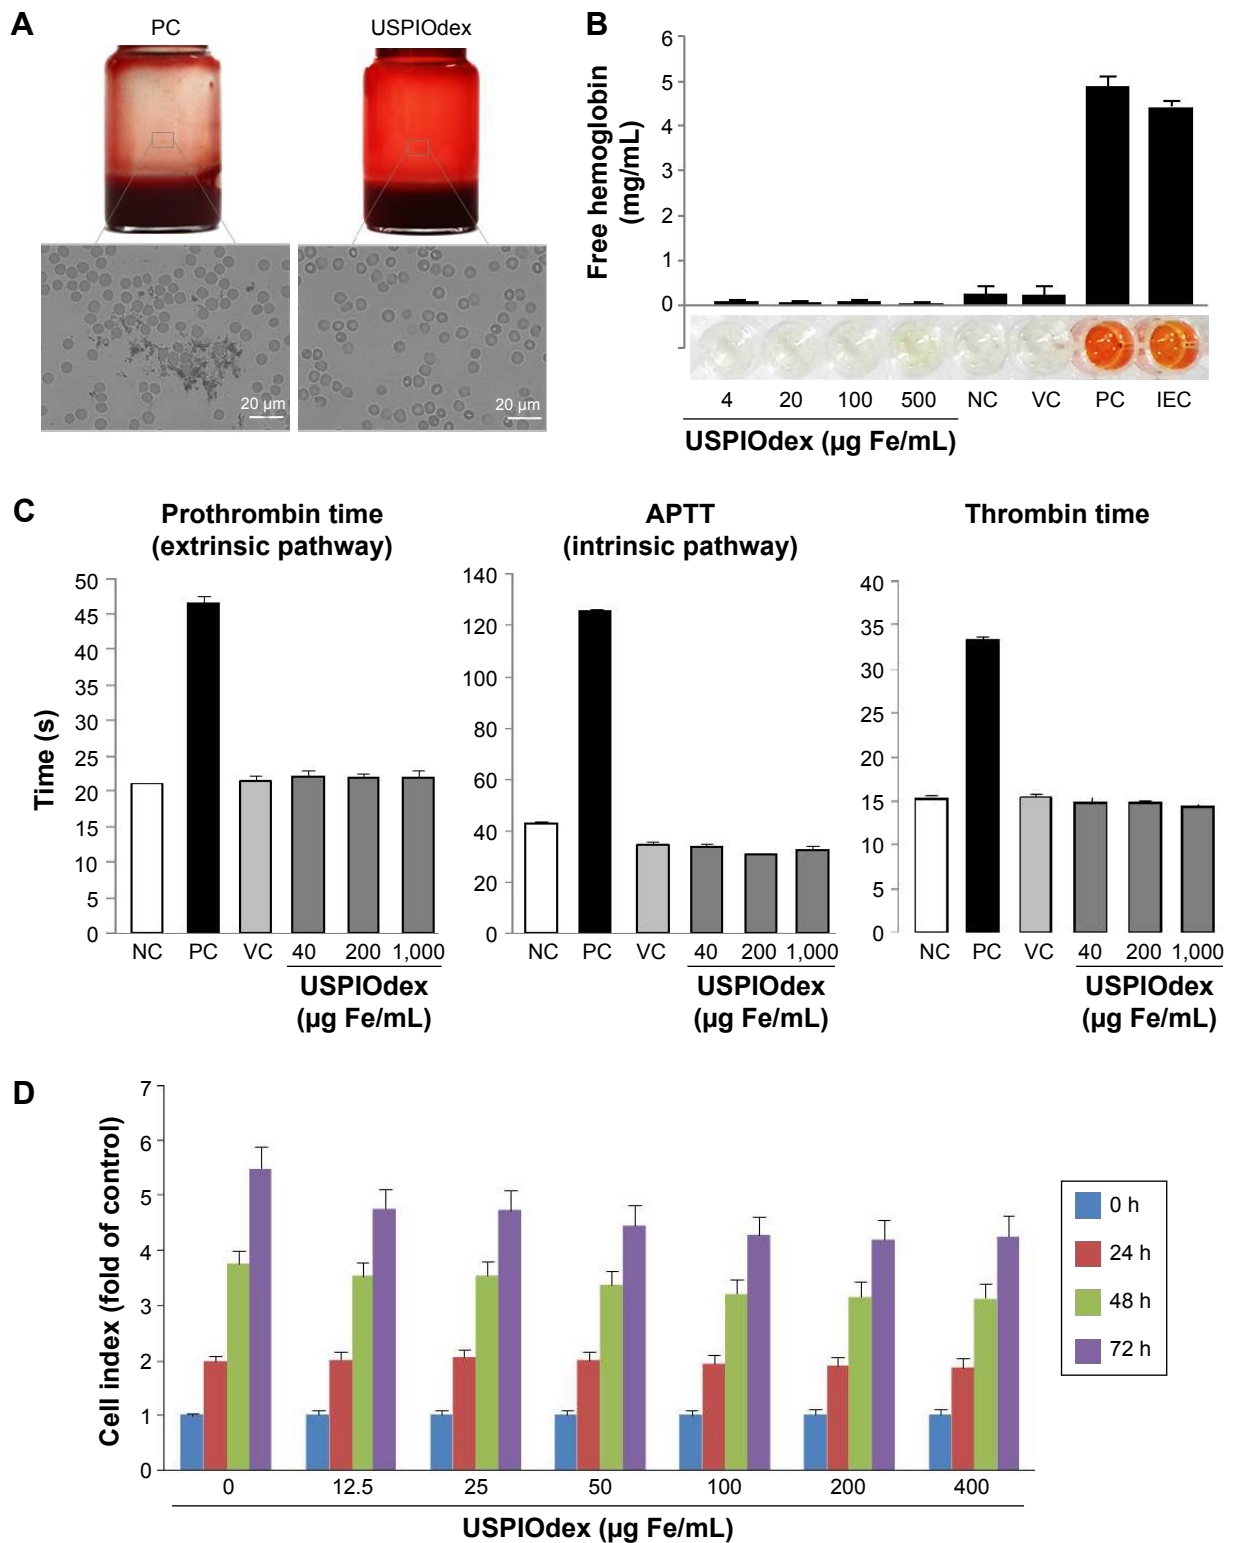 A
PC
USPIOdex
20 µm
20 µm
B
Free hemoglobin
(mg/mL)
6
5
4
3
2
1
0
4 20 100 500 NC VC PC IEC
USPIOdex (µg Fe/mL)
C
Time (s)
Prothrombin time
(extrinsic pathway)
50
45
40
35
30
25
20
15
10
5
0
NC PC VC 40 200 1,000
USPIOdex
(µg Fe/mL)
APTT
(intrinsic pathway)
140
120
100
80
60
40
20
0
NC PC VC 40 200 1,000
USPIOdex
(µg Fe/mL)
Thrombin time
40
35
30
25
20
15
10
5
0
NC PC VC 40 200 1,000
USPIOdex
(µg Fe/mL)
D
Cell index (fold of control)
7
6
5
4
3
2
1
0
0 12.5 25 50 100 200 400
USPIOdex (µg Fe/mL)
0 h
24 h
48 h
72 h